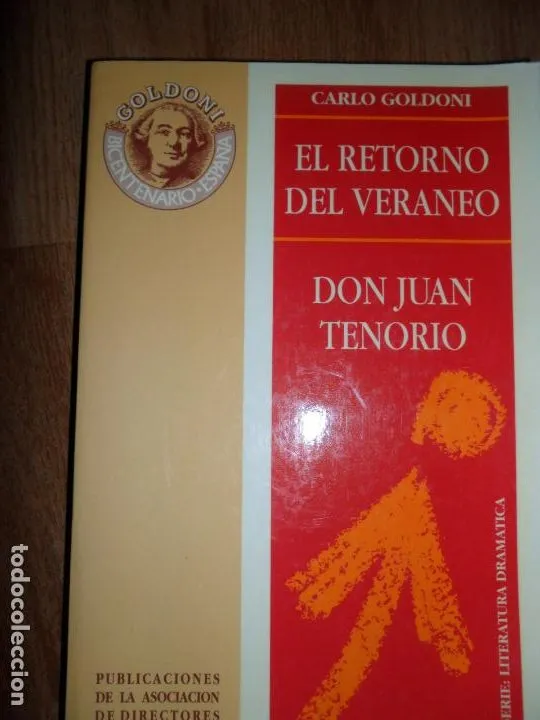 GOLDONI
BICENTENARIO · ESPAÑA
CARLO GOLDONI
EL RETORNO
DEL VERANEO
DON JUAN
TENORIO
SERIE: LITERATURA DRAMATICA
PUBLICACIONES
DE LA ASOCIACION
DE DIRECTORES
todocoleccion.net